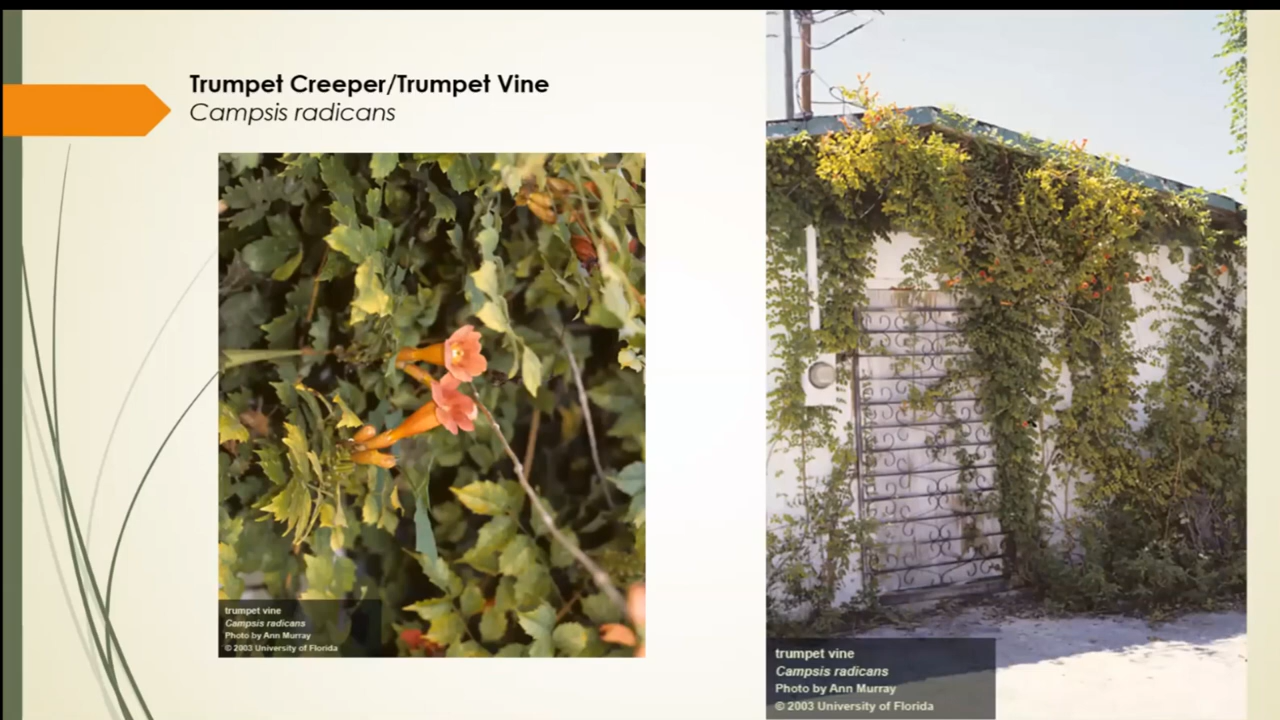 Trumpet Creeper/Trumpet Vine
Campsis radicans
trumpet vine
Campsis radicans
Photo by Ann Murray
© 2003 University of Florida
trumpet vine
Campsis radicans
Photo by Ann Murray
© 2003 University of Florida